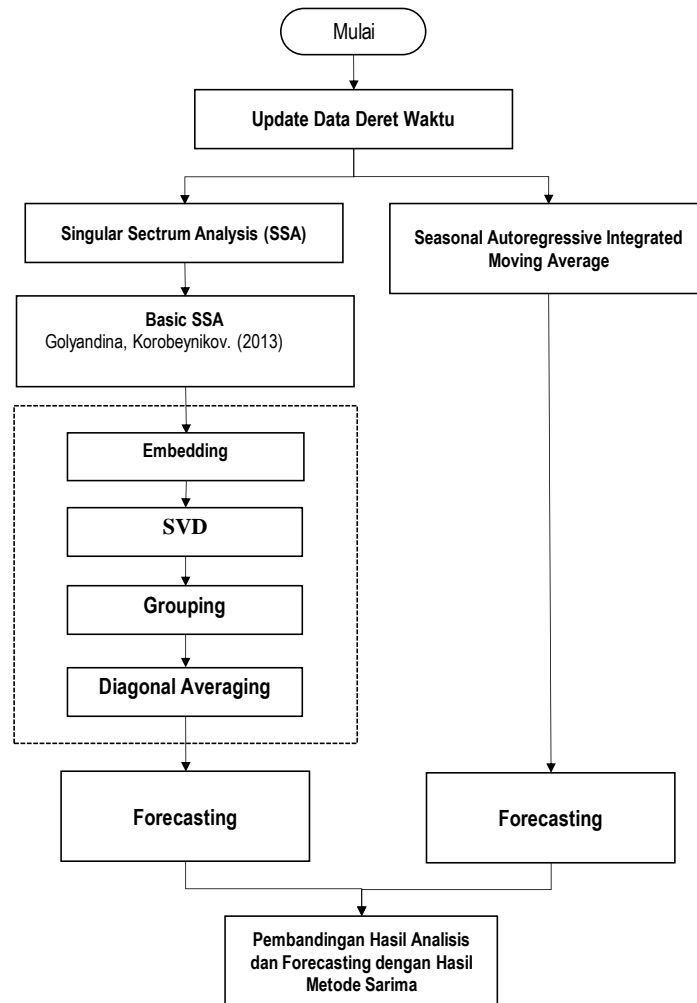 Mulai
Update Data Deret Waktu
Singular Sectrum Analysis (SSA)
Seasonal Autoregressive Integrated
Moving Average
Basic SSA
Golyandina, Korobeynikov. (2013)
Embedding
SVD
Grouping
Diagonal Averaging
Forecasting
Forecasting
Pembandingan Hasil Analisis
dan Forecasting dengan Hasil
Metode Sarima